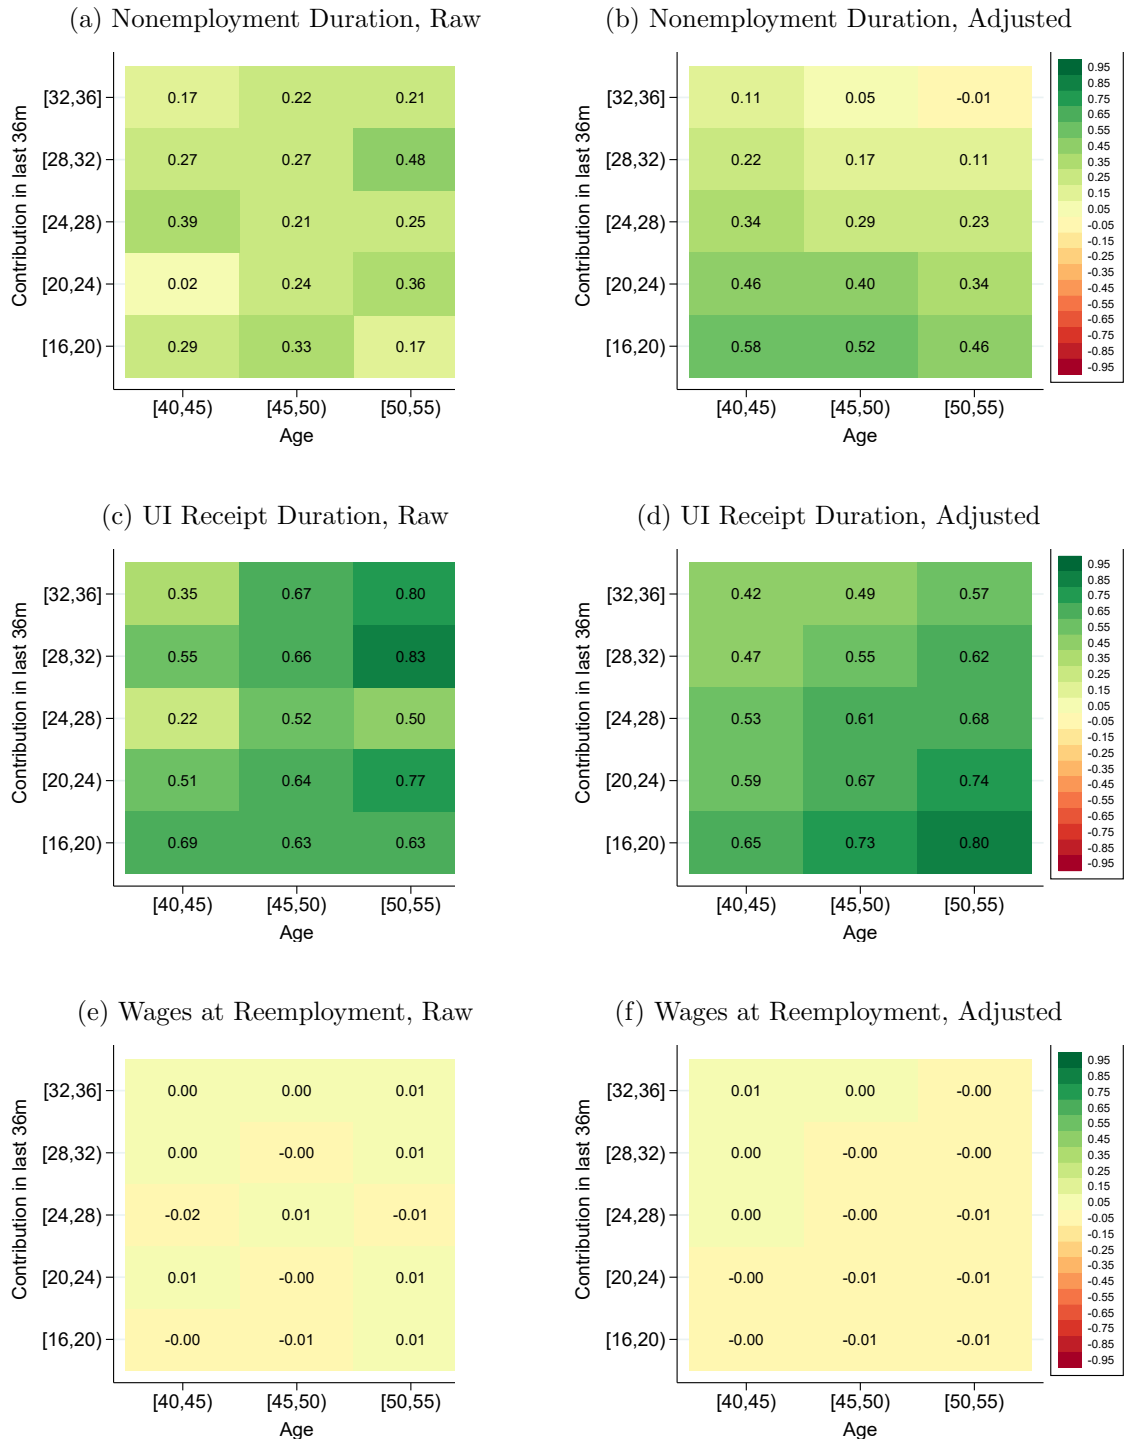 (a) Nonemployment Duration, Raw
Contribution in last 36m
[32,36] 0.17 0.22 0.21
[28,32) 0.27 0.27 0.48
[24,28) 0.39 0.21 0.25
[20,24) 0.02 0.24 0.36
[16,20) 0.29 0.33 0.17
[40,45) [45,50) [50,55)
Age
(b) Nonemployment Duration, Adjusted
Contribution in last 36m
[32,36] 0.11 0.05 -0.01
[28,32) 0.22 0.17 0.11
[24,28) 0.34 0.29 0.23
[20,24) 0.46 0.40 0.34
[16,20) 0.58 0.52 0.46
[40,45) [45,50) [50,55)
Age
0.95
0.85
0.75
0.65
0.55
0.45
0.35
0.25
0.15
0.05
-0.05
-0.15
-0.25
-0.35
-0.45
-0.55
-0.65
-0.75
-0.85
-0.95
(c) UI Receipt Duration, Raw
Contribution in last 36m
[32,36] 0.35 0.67 0.80
[28,32) 0.55 0.66 0.83
[24,28) 0.22 0.52 0.50
[20,24) 0.51 0.64 0.77
[16,20) 0.69 0.63 0.63
[40,45) [45,50) [50,55)
Age
(d) UI Receipt Duration, Adjusted
Contribution in last 36m
[32,36] 0.42 0.49 0.57
[28,32) 0.47 0.55 0.62
[24,28) 0.53 0.61 0.68
[20,24) 0.59 0.67 0.74
[16,20) 0.65 0.73 0.80
[40,45) [45,50) [50,55)
Age
0.95
0.85
0.75
0.65
0.55
0.45
0.35
0.25
0.15
0.05
-0.05
-0.15
-0.25
-0.35
-0.45
-0.55
-0.65
-0.75
-0.85
-0.95
(e) Wages at Reemployment, Raw
Contribution in last 36m
[32,36] 0.00 0.00 0.01
[28,32) 0.00 -0.00 0.01
[24,28) -0.02 0.01 -0.01
[20,24) 0.01 -0.00 0.01
[16,20) -0.00 -0.01 0.01
[40,45) [45,50) [50,55)
Age
(f) Wages at Reemployment, Adjusted
Contribution in last 36m
[32,36] 0.01 0.00 -0.00
[28,32) 0.00 -0.00 -0.00
[24,28) 0.00 -0.00 -0.01
[20,24) -0.00 -0.01 -0.01
[16,20) -0.00 -0.01 -0.01
[40,45) [45,50) [50,55)
Age
0.95
0.85
0.75
0.65
0.55
0.45
0.35
0.25
0.15
0.05
-0.05
-0.15
-0.25
-0.35
-0.45
-0.55
-0.65
-0.75
-0.85
-0.95